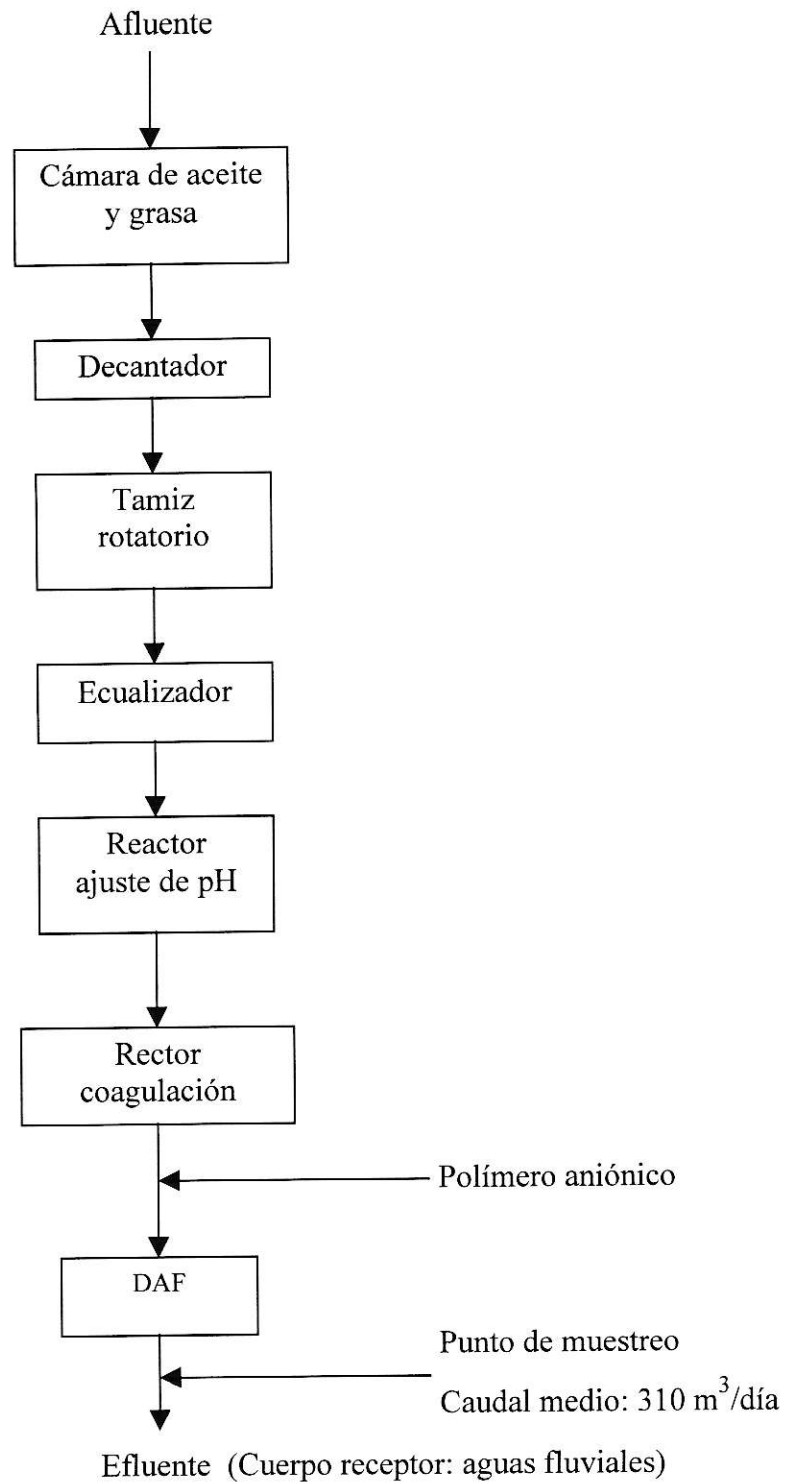 Afluente
Cámara de aceite
y grasa
Decantador
Tamiz
rotatorio
Ecualizador
Reactor
ajuste de pH
Rector
coagulación
Polímero aniónico
DAF
Punto de muestreo
Caudal medio: 310 m³/día
Efluente (Cuerpo receptor: aguas fluviales)